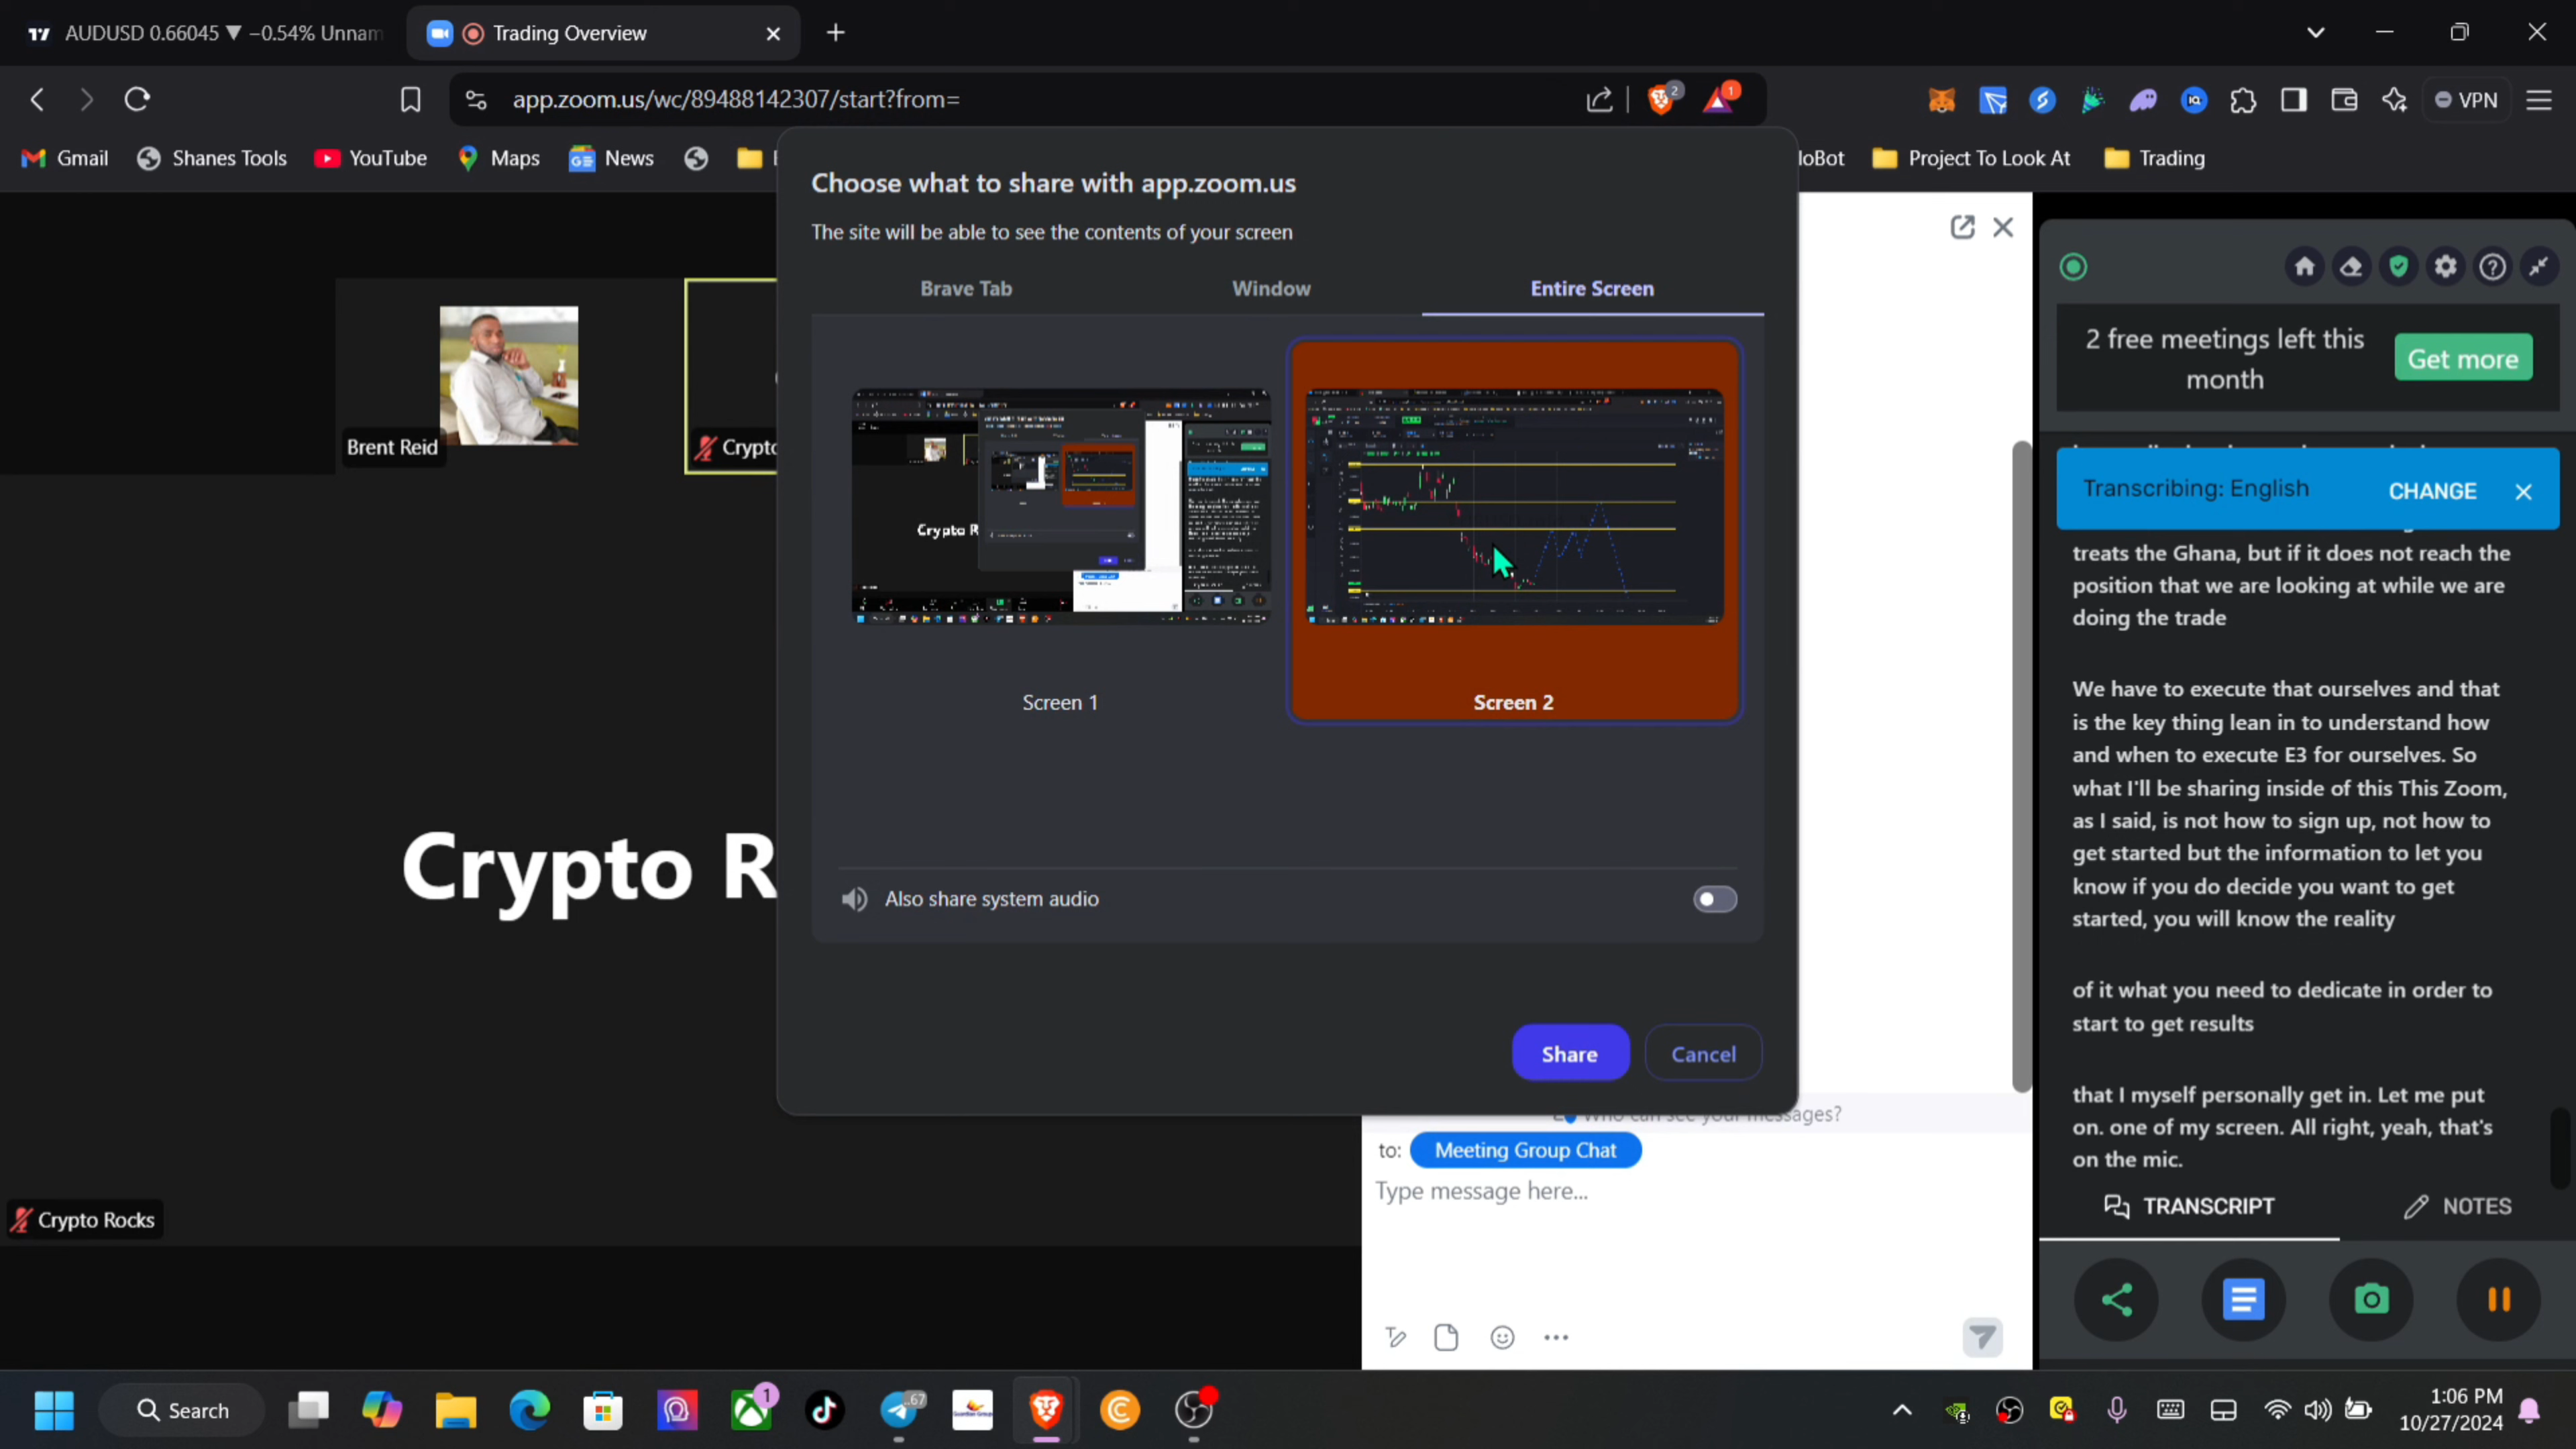 AUDUSD 0.66045 ▼ −0.54% Unnam
Trading Overview
app.zoom.us/wc/89488142307/start?from=
2
1
VPN
Gmail
Shanes Tools
YouTube
Maps
News
loBot
Project To Look At
Trading
Choose what to share with app.zoom.us
The site will be able to see the contents of your screen
Brave Tab
Window
Entire Screen
Screen 1
Screen 2
Also share system audio
Share
Cancel
Brent Reid
Crypto
Crypto R
Crypto Rocks
Who can see your messages?
to: Meeting Group Chat
Type message here...
2 free meetings left this
month
Get more
Transcribing: English
CHANGE
treats the Ghana, but if it does not reach the
position that we are looking at while we are
doing the trade
We have to execute that ourselves and that
is the key thing lean in to understand how
and when to execute E3 for ourselves. So
what I'll be sharing inside of this This Zoom,
as I said, is not how to sign up, not how to
get started but the information to let you
know if you do decide you want to get
started, you will know the reality
of it what you need to dedicate in order to
start to get results
that I myself personally get in. Let me put
on. one of my screen. All right, yeah, that's
on the mic.
TRANSCRIPT
NOTES
Search
1
67
1:06 PM
10/27/2024